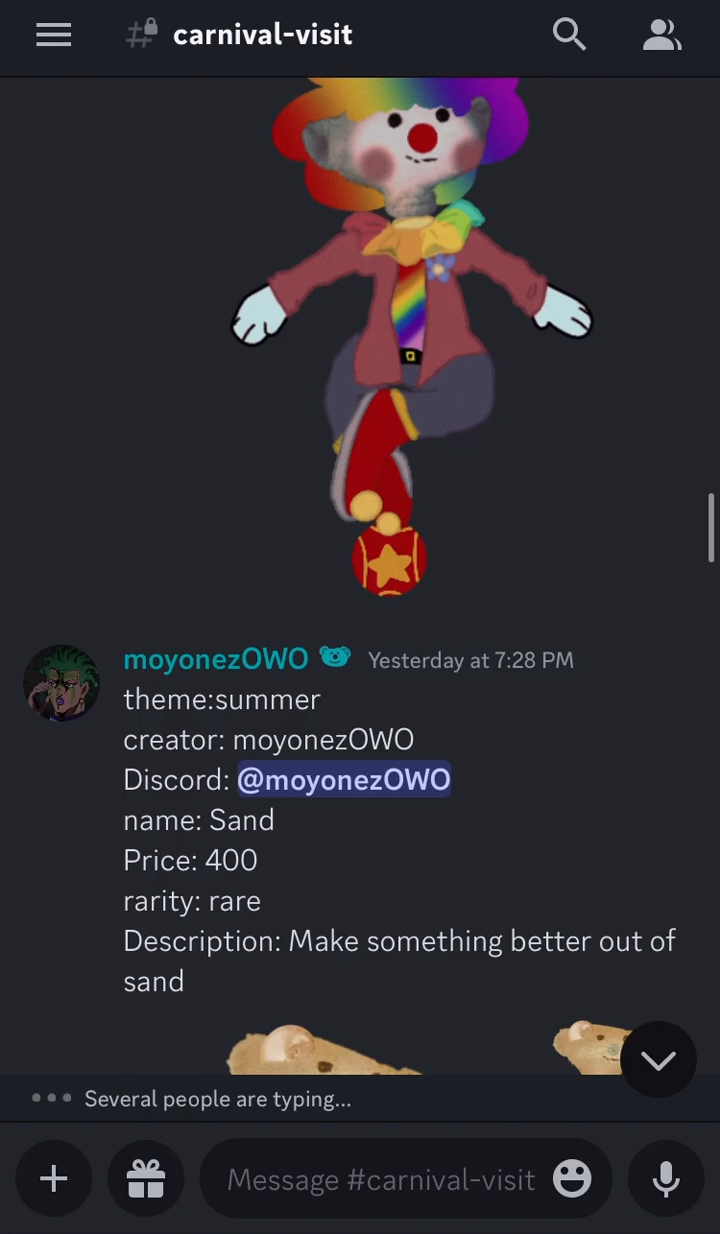 carnival-visit
moyonezOWO Yesterday at 7:28 PM
theme:summer
creator: moyonezOWO
Discord: @moyonezOWO
name: Sand
Price: 400
rarity: rare
Description: Make something better out of
sand
Several people are typing...
Message #carnival-visit